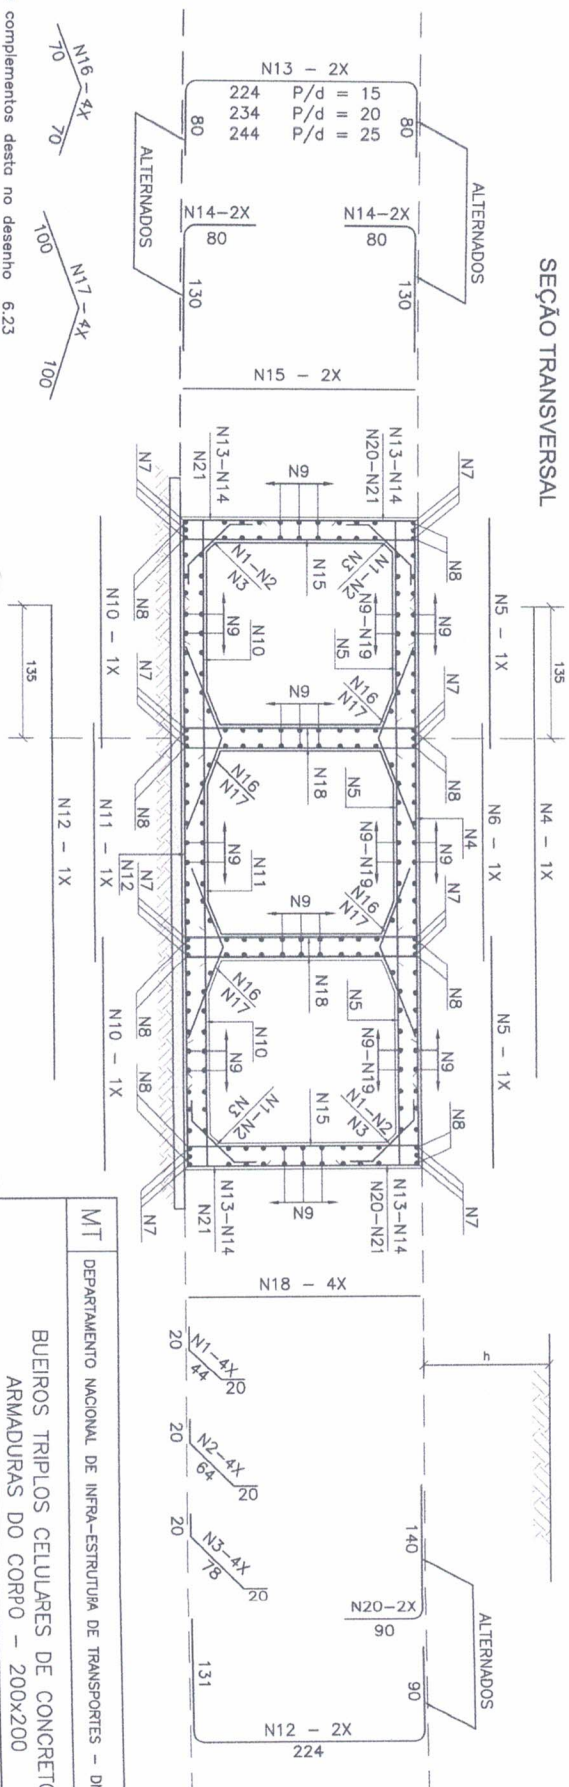 SEÇÃO TRANSVERSAL
N13 - 2X
224 P/d = 15
234 P/d = 20
244 P/d = 25
80
80
ALTERNADOS
ALTERNADOS
N14-2X
80
N14-2X
80
130
130
N15 - 2X
N16 - 4X
70
70
N17 - 4X
100
100
complementos desta no desenho 6.23
N4 - 1X
135
N5 - 1X
N6 - 1X
N5 - 1X
N7
N8
N9
N7
N8
N4
N9
N7
N8
N9
N8
N7
N13-N14
N20-N21
N9
N13-N14
N21
N1-N2
N3
N9-N19
N5
N16
N17
N15
N1-N2
N3
N9
N10
N9
N18
N16
N17
N5
N9-N19
N16
N17
N9
N11
N12
N9
N18
N16
N17
N5
N9-N19
N1-N2
N3
N15
N10
N9
N1-N2
N3
N9
N13-N14
N20-N21
N13-N14
N21
N7
N8
N7
N8
N7
N8
N8
N7
N10 - 1X
N11 - 1X
N10 - 1X
135
N12 - 1X
N18 - 4X
h
N1-4X
20
44
20
N2-4X
20
64
20
N3-4X
20
78
20
140
N20-2X
90
ALTERNADOS
90
131
N12 - 2X
224
MT
DEPARTAMENTO NACIONAL DE INFRA-ESTRUTURA DE TRANSPORTES -
BUEIROS TRIPLOS CELULARES DE CONCRETO
ARMADURAS DO CORPO - 200x200